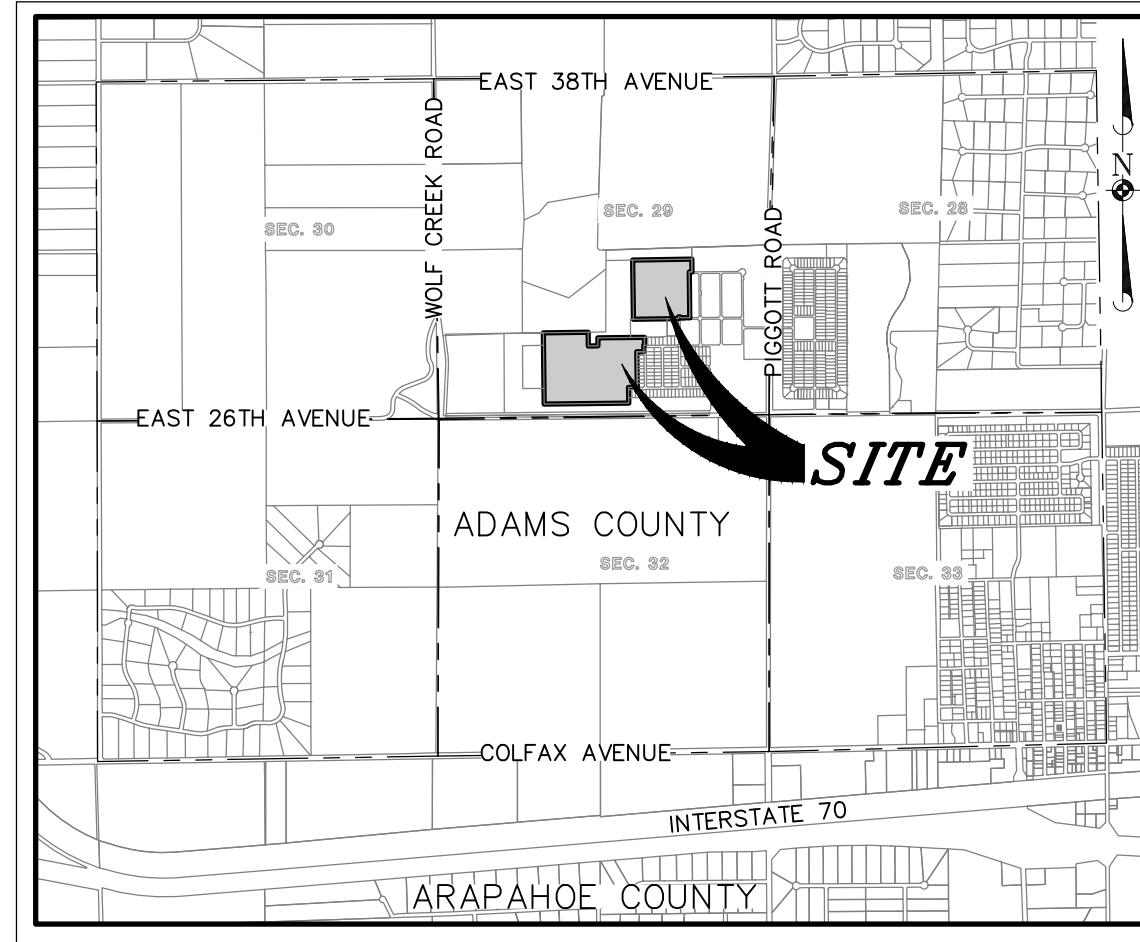 EAST 38TH AVENUE
WOLF CREEK ROAD
N
SEC. 30
SEC. 29
SEC. 28
PIGGOTT ROAD
EAST 26TH AVENUE
SITE
ADAMS COUNTY
SEC. 31
SEC. 32
SEC. 33
COLFAX AVENUE
INTERSTATE 70
ARAPAHOE COUNTY